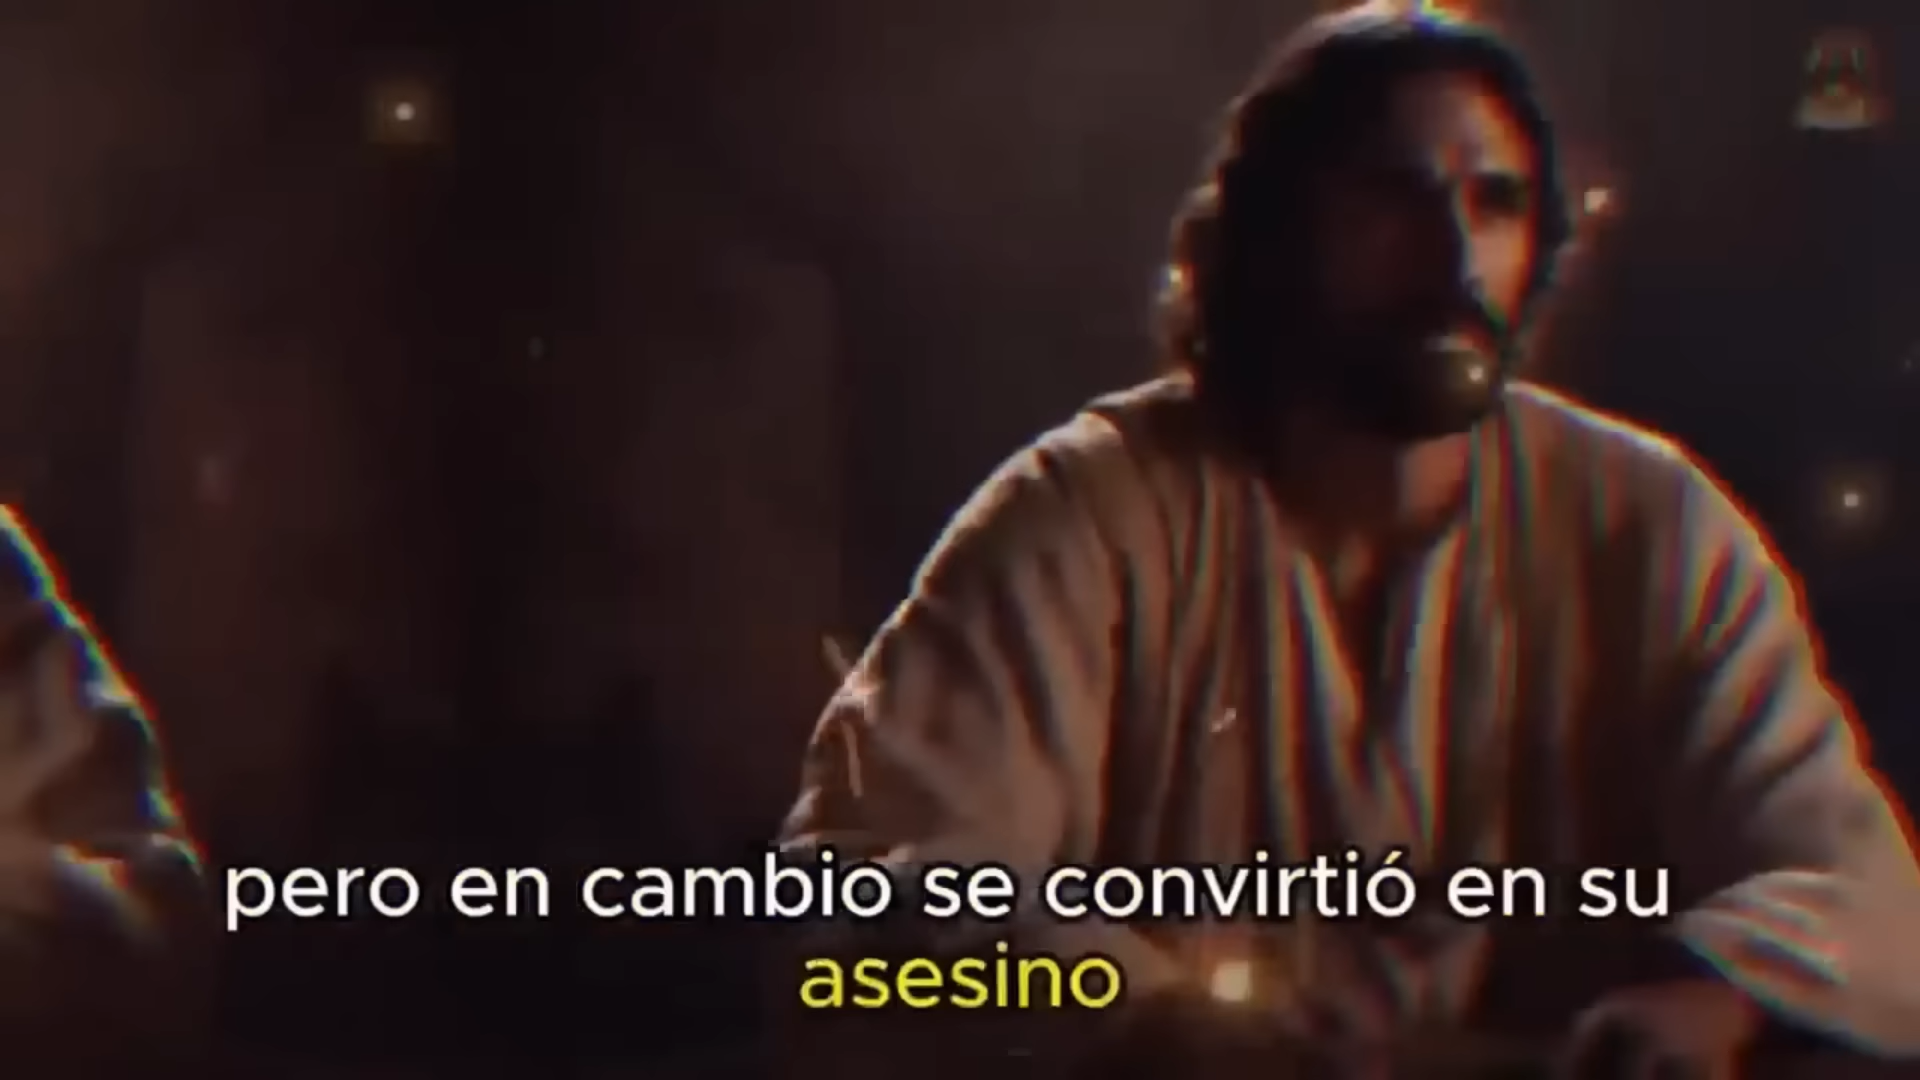 pero en cambio se convirtió en su
asesino